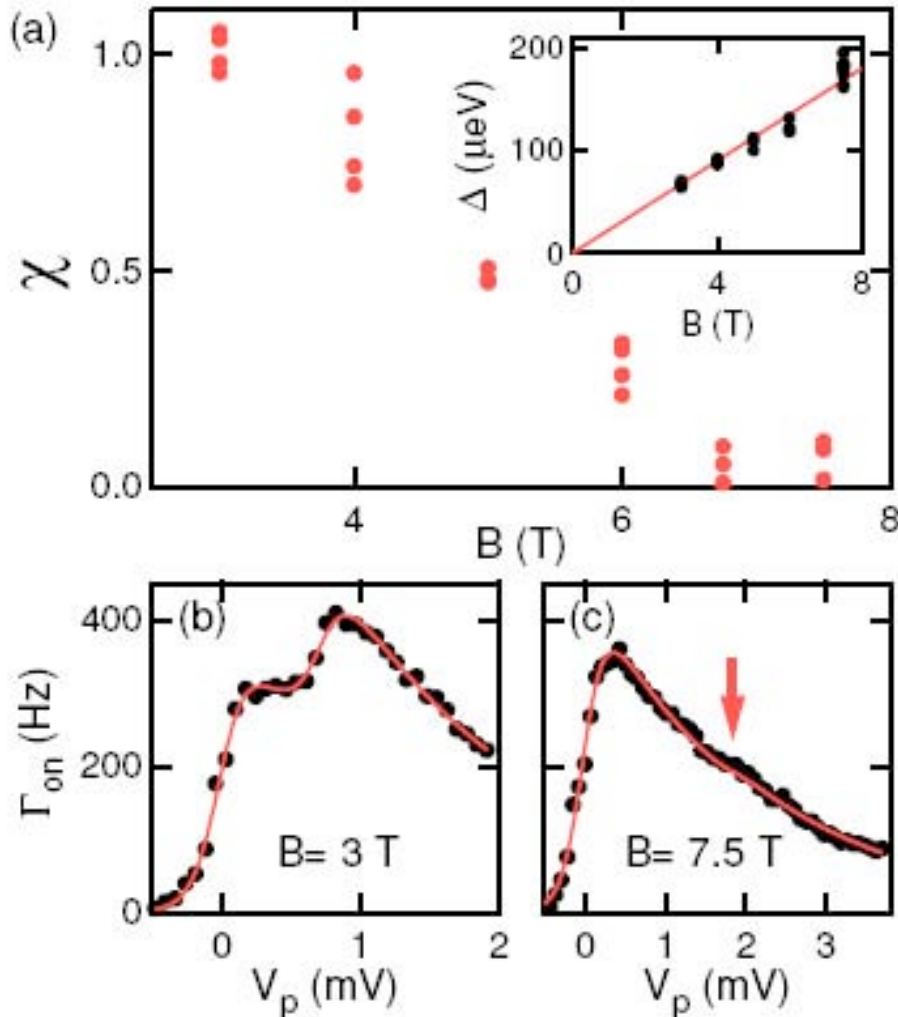 (a)
1.0
0.5
0.0
χ
4
6
8
B (T)
200
100
0
Δ (μeV)
0
4
8
B (T)
(b)
400
200
0
Γon (Hz)
B= 3 T
0
1
2
Vp (mV)
(c)
B= 7.5 T
0
1
2
3
Vp (mV)